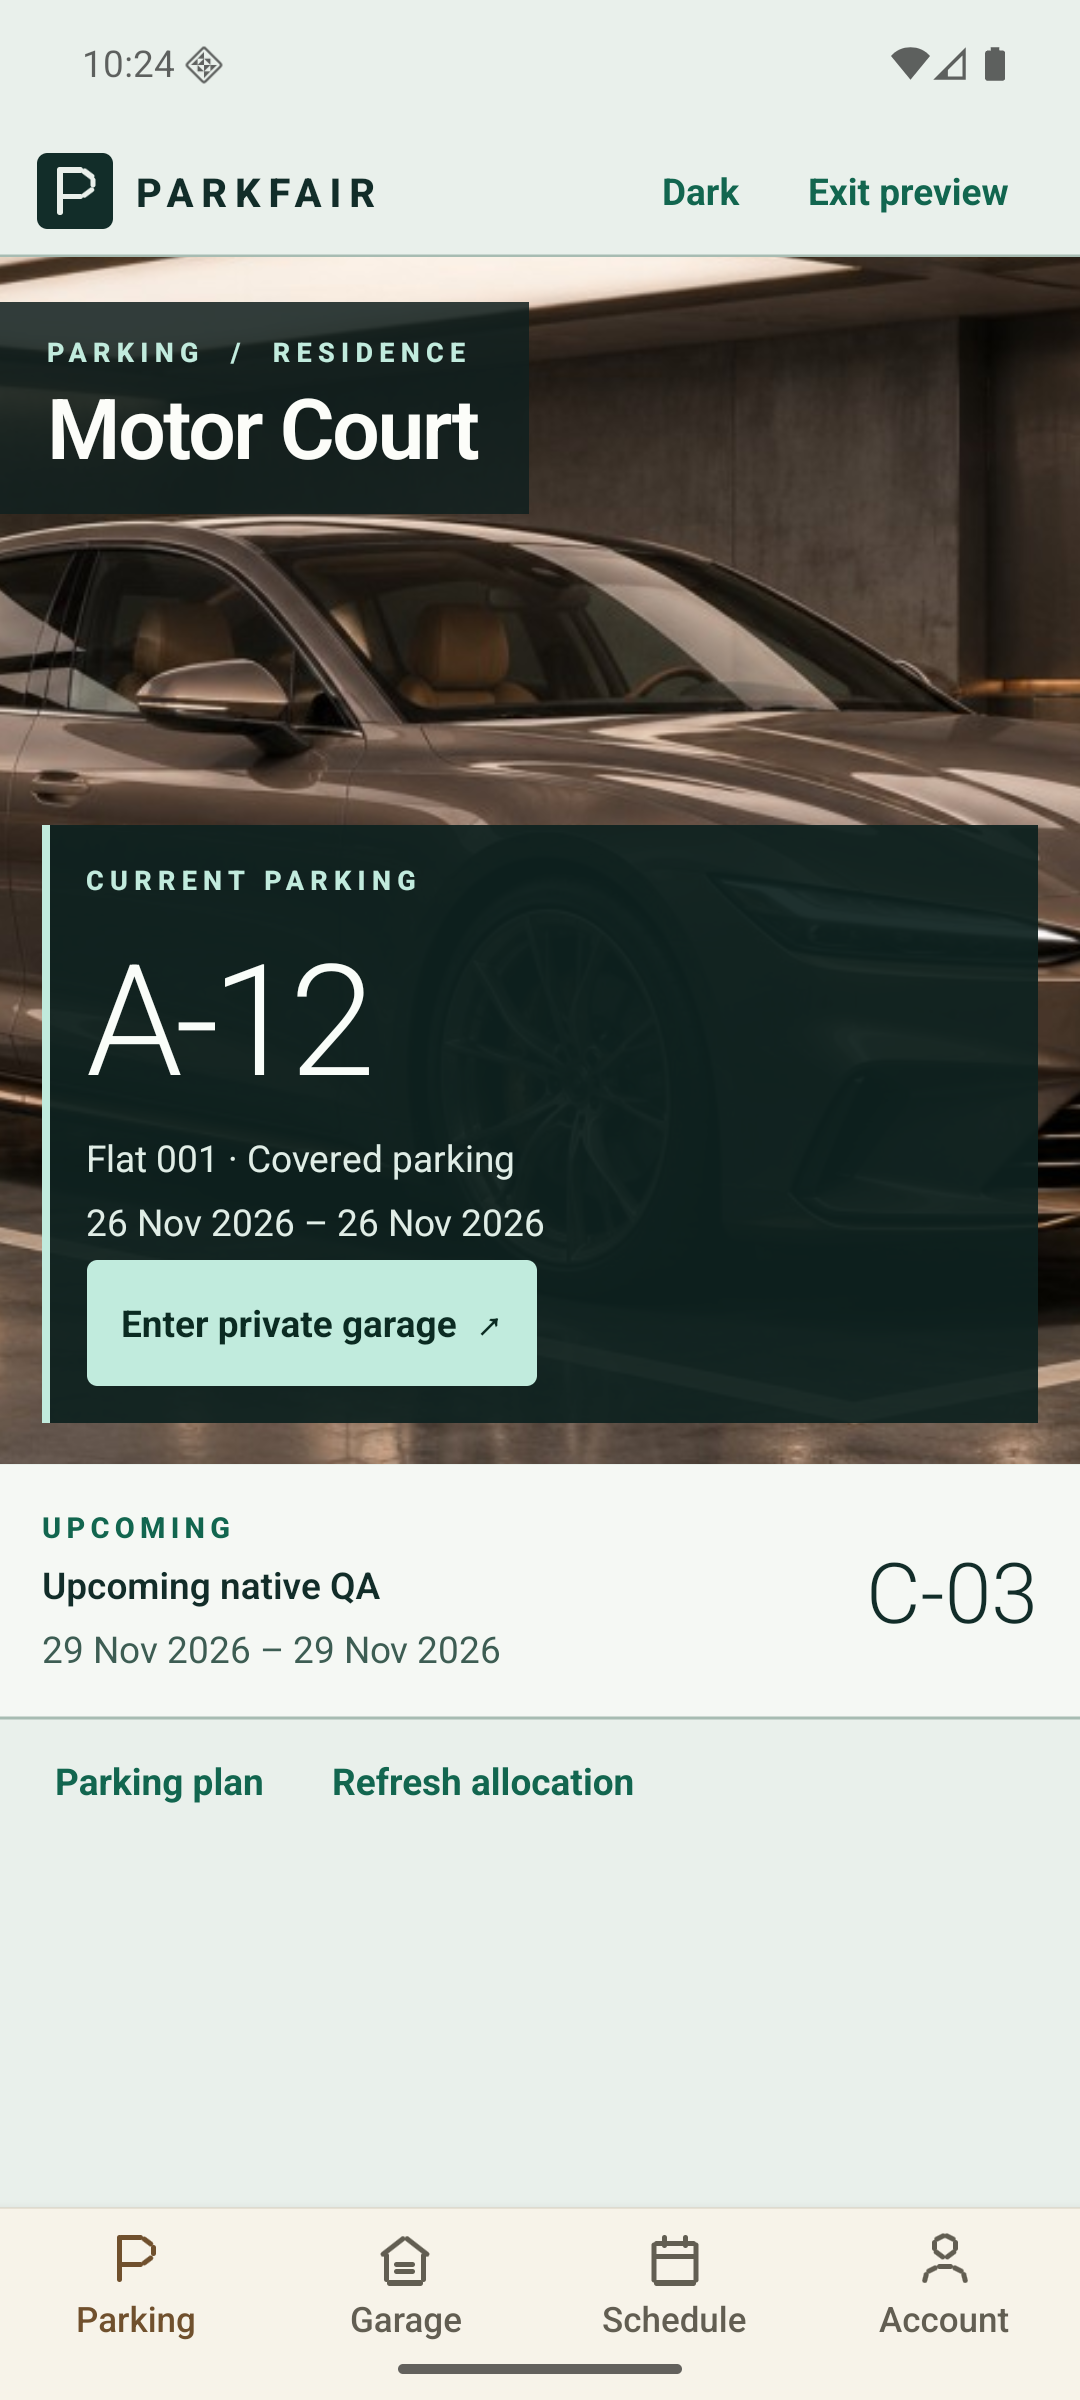 10:24
PARKFAIR
Dark
Exit preview
PARKING / RESIDENCE
Motor Court
CURRENT PARKING
A-12
Flat 001 · Covered parking
26 Nov 2026 – 26 Nov 2026
Enter private garage ↗
UPCOMING
Upcoming native QA
29 Nov 2026 – 29 Nov 2026
C-03
Parking plan
Refresh allocation
Parking
Garage
Schedule
Account